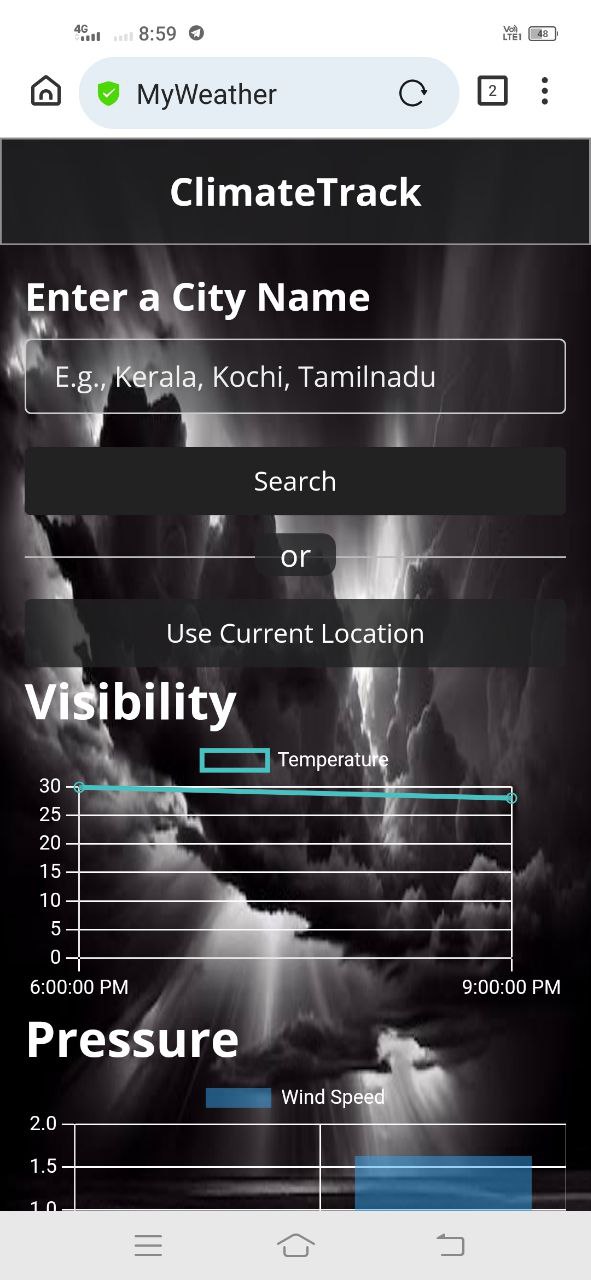 4G 8:59 Vo) LTE1 48
MyWeather 2
ClimateTrack
Enter a City Name
E.g., Kerala, Kochi, Tamilnadu
Search
or
Use Current Location
Visibility
Temperature
30
25
20
15
10
5
0
6:00:00 PM 9:00:00 PM
Pressure
Wind Speed
2.0
1.5
1.0